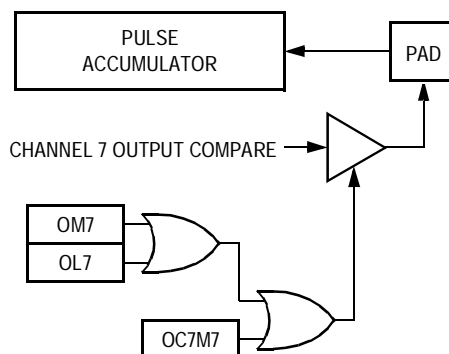 PULSE
ACCUMULATOR
PAD
CHANNEL 7 OUTPUT COMPARE
OM7
OL7
OC7M7